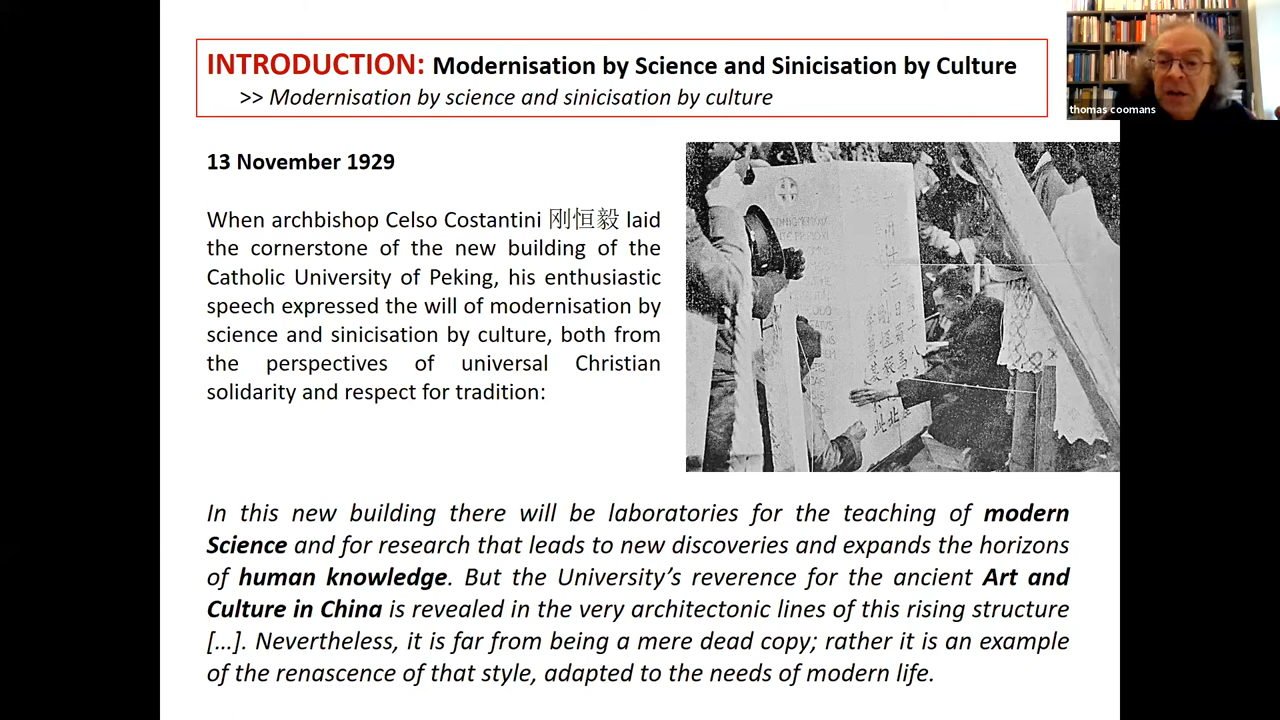 INTRODUCTION: Modernisation by Science and Sinicisation by Culture
>> Modernisation by science and sinicisation by culture
thomas coomans
13 November 1929
When archbishop Celso Costantini 刚恒毅 laid
the cornerstone of the new building of the
Catholic University of Peking, his enthusiastic
speech expressed the will of modernisation by
science and sinicisation by culture, both from
the perspectives of universal Christian
solidarity and respect for tradition:
In this new building there will be laboratories for the teaching of modern
Science and for research that leads to new discoveries and expands the horizons
of human knowledge. But the University’s reverence for the ancient Art and
Culture in China is revealed in the very architectonic lines of this rising structure
[…]. Nevertheless, it is far from being a mere dead copy; rather it is an example
of the renascence of that style, adapted to the needs of modern life.